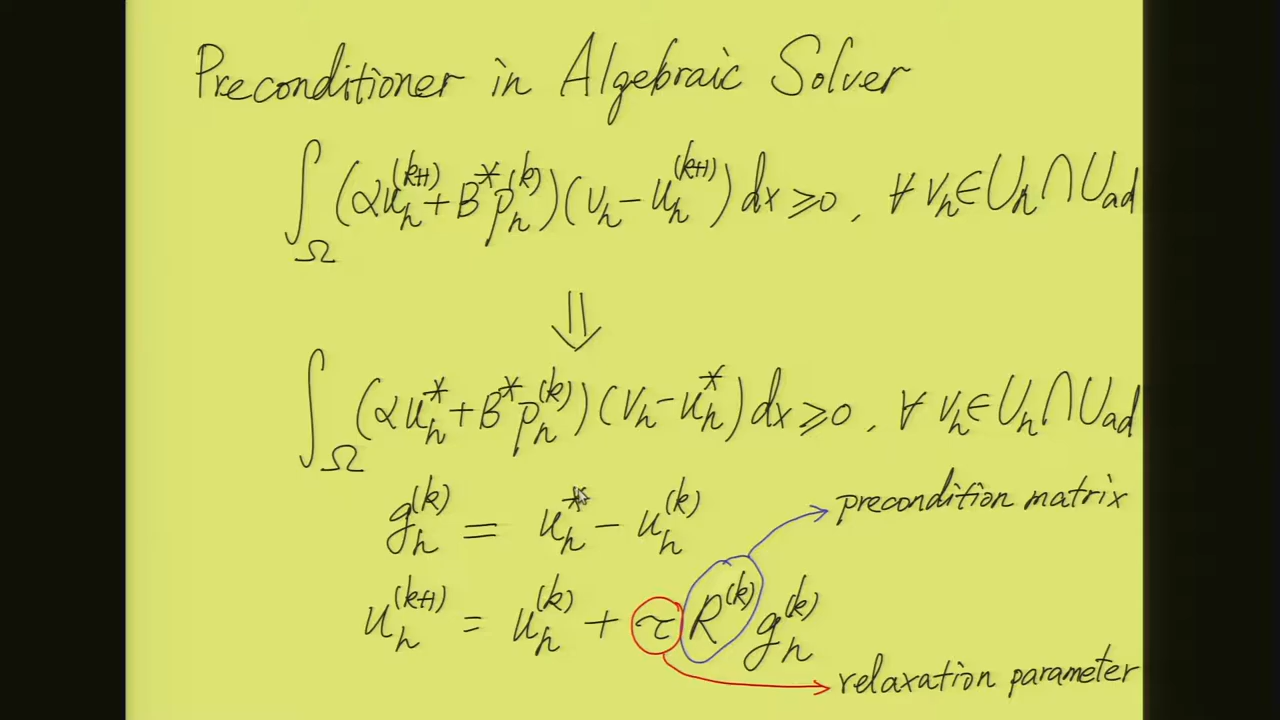 Preconditioner in Algebraic Solver
∫_Ω (αu_h^(k+1) + B^* p_h^(k)) (v_h − u_h^(k+1)) dx ⩾ 0 , ∀ v_h ∈ U_h ∩ U_ad
⇓
∫_Ω (αu_h^* + B^* p_h^(k)) (v_h − u_h^*) dx ⩾ 0 , ∀ v_h ∈ U_h ∩ U_ad
g_h^(k) = u_h^* − u_h^(k)
precondition matrix
u_h^(k+1) = u_h^(k) + τ R^(k) g_h^(k)
relaxation parameter